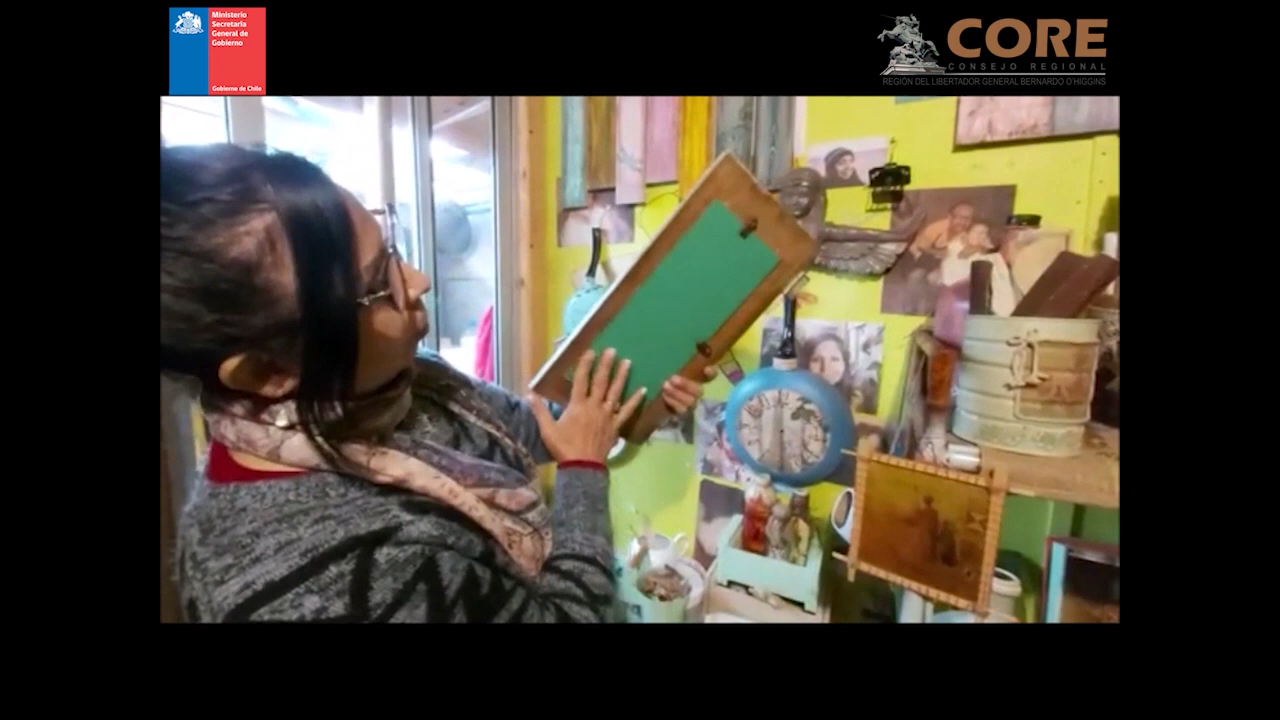 Ministerio
Secretaría
General de
Gobierno
Gobierno de Chile
CORE
CONSEJO REGIONAL
REGIÓN DEL LIBERTADOR GENERAL BERNARDO O'HIGGINS